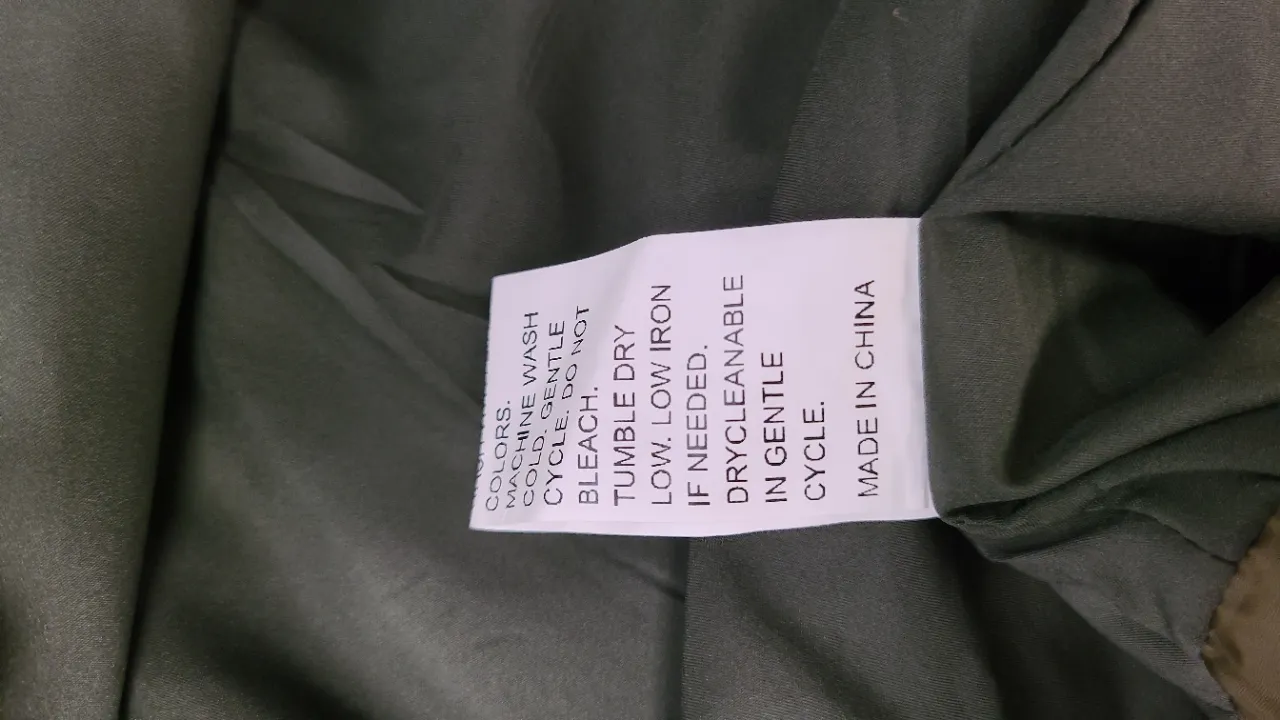 COLORS.
MACHINE WASH
COLD. GENTLE
CYCLE. DO NOT
BLEACH.
TUMBLE DRY
LOW. LOW IRON
IF NEEDED.
DRYCLEANABLE
IN GENTLE
CYCLE.
MADE IN CHINA